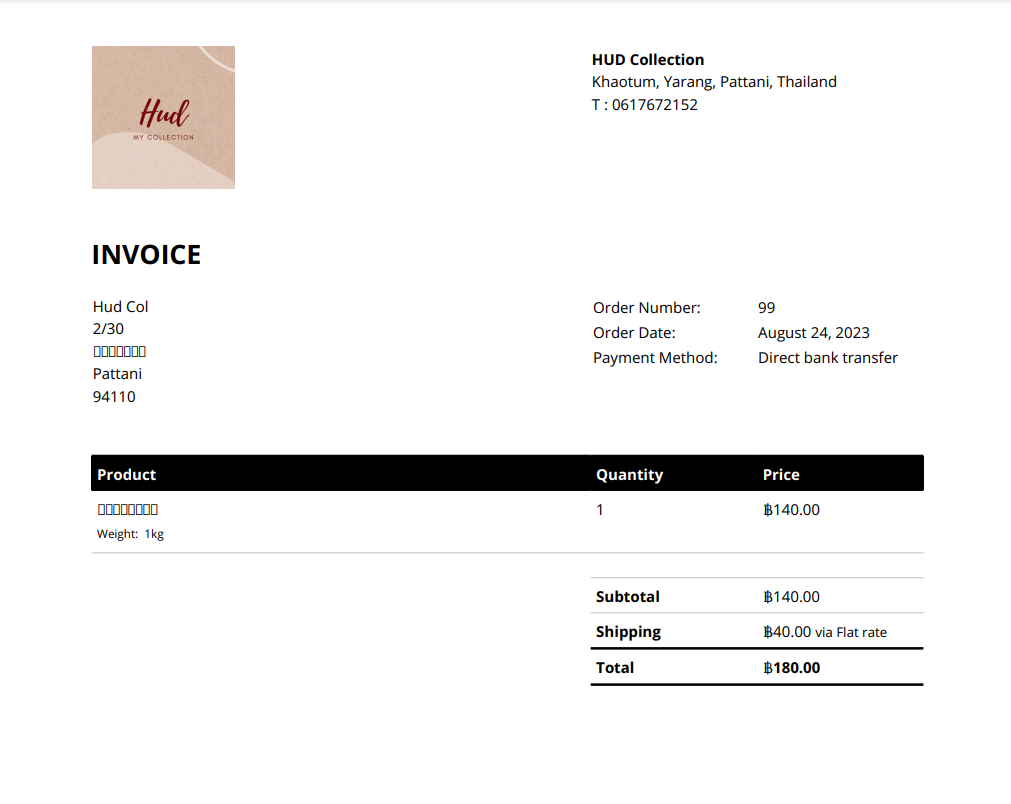 Hud
MY COLLECTION
HUD Collection
Khaotum, Yarang, Pattani, Thailand
T : 0617672152
INVOICE
Hud Col
2/30
Pattani
94110
Order Number: 99
Order Date: August 24, 2023
Payment Method: Direct bank transfer
Product Quantity Price
1 ฿140.00
Weight: 1kg
Subtotal ฿140.00
Shipping ฿40.00 via Flat rate
Total ฿180.00